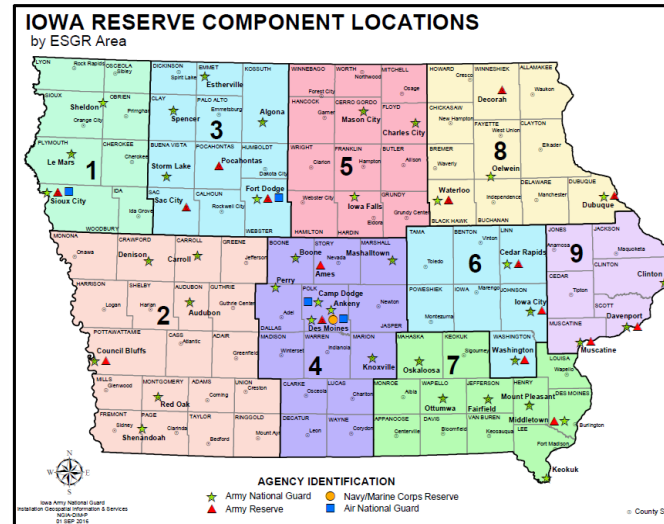 IOWA RESERVE COMPONENT LOCATIONS
by ESGR Area
LYON
Rock Rapids
OSCEOLA
Sibley
DICKINSON
Spirit Lake
EMMET
Estherville
KOSSUTH
WINNEBAGO
Forest City
WORTH
Northwood
MITCHELL
Osage
HOWARD
Cresco
WINNESHIEK
Decorah
ALLAMAKEE
Waukon
SIOUX
Orange City
OBRIEN
Primghar
Sheldon
CLAY
Spencer
PALO ALTO
Emmetsburg
Algona
HANCOCK
Garner
CERRO GORDO
Mason City
FLOYD
Charles City
CHICKASAW
New Hampton
FAYETTE
West Union
CLAYTON
Elkader
PLYMOUTH
Le Mars
CHEROKEE
Cherokee
BUENA VISTA
Storm Lake
POCAHONTAS
Pocahontas
HUMBOLDT
Dakota City
WRIGHT
Clarion
FRANKLIN
Hampton
BUTLER
Allison
BREMER
Waverly
Oelwein
1
3
5
8
Sioux City
WOODBURY
IDA
Ida Grove
SAC
Sac City
CALHOUN
Rockwell City
Fort Dodge
WEBSTER
Webster City
HAMILTON
Iowa Falls
HARDIN
Eldora
GRUNDY
Grundy Center
Waterloo
BLACK HAWK
Independence
BUCHANAN
DELAWARE
Manchester
DUBUQUE
Dubuque
MONONA
Onawa
CRAWFORD
Denison
CARROLL
Carroll
GREENE
Jefferson
BOONE
Boone
STORY
Nevada
Ames
MARSHALL
Mashalltown
TAMA
Toledo
BENTON
Vinton
LINN
Cedar Rapids
JONES
Anamosa
JACKSON
Maquoketa
6
9
HARRISON
Logan
SHELBY
Harlan
AUDUBON
Audubon
GUTHRIE
Guthrie Center
Perry
DALLAS
Adel
POLK
Camp Dodge
Ankeny
Des Moines
JASPER
Newton
POWESHIEK
Montezuma
IOWA
Marengo
JOHNSON
Iowa City
CEDAR
Tipton
CLINTON
Clinton
SCOTT
Davenport
MUSCATINE
Muscatine
2
4
7
POTTAWATTAMIE
Council Bluffs
CASS
Atlantic
ADAIR
Greenfield
MADISON
Winterset
WARREN
Indianola
MARION
Knoxville
MAHASKA
Oskaloosa
KEOKUK
Sigourney
WASHINGTON
Washington
LOUISA
Wapello
MILLS
Glenwood
MONTGOMERY
Red Oak
ADAMS
Corning
UNION
Creston
CLARKE
Osceola
LUCAS
Chariton
MONROE
Albia
WAPELLO
Ottumwa
JEFFERSON
Fairfield
HENRY
Mount Pleasant
DES MOINES
Burlington
Middletown
FREMONT
Sidney
PAGE
Shenandoah
Clarinda
TAYLOR
Bedford
RINGGOLD
Mount Ayr
DECATUR
Leon
WAYNE
Corydon
APPANOOSE
Centerville
DAVIS
Bloomfield
VAN BUREN
Keosauqua
LEE
Fort Madison
Keokuk
Iowa Army National Guard
Installation Geospatial Information & Services
NGIA-DIM-P
01 SEP 2016
AGENCY IDENTIFICATION
Army National Guard
Navy/Marine Corps Reserve
Army Reserve
Air National Guard
County S